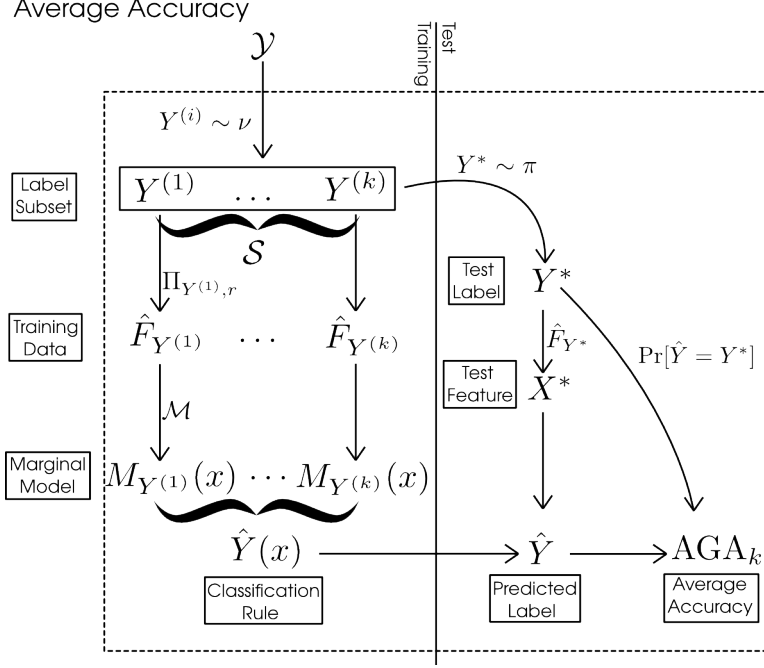 Average Accuracy
Training
Test
𝒴
Y^{(i)} ∼ ν
Label
Subset
Y^{(1)} … Y^{(k)}
Y^* ∼ π
𝒮
Π_{Y^{(1)},r}
Test
Label
Y^*
Training
Data
F̂_{Y^{(1)}} … F̂_{Y^{(k)}}
F̂_{Y^*}
Pr[Ŷ = Y^*]
Test
Feature
X^*
ℳ
Marginal
Model
M_{Y^{(1)}}(x) ⋯ M_{Y^{(k)}}(x)
Ŷ(x)
Ŷ
AGA_k
Classification
Rule
Predicted
Label
Average
Accuracy